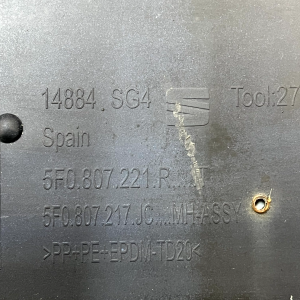 14884 SG4 Tool:27
Spain
5F0.807.221.R
5F0.807.217.JC....MH-ASSY
>PP+PE+EPDM-TD20<